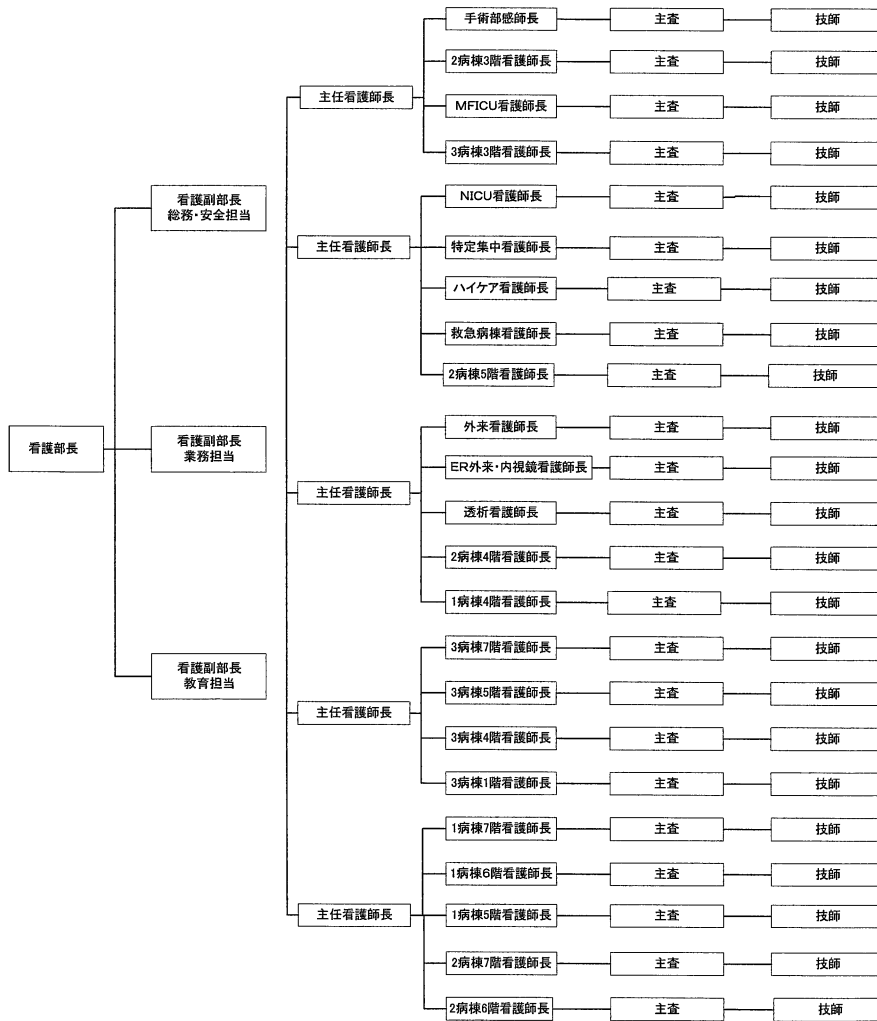 看護部長
看護副部長
総務・安全担当
看護副部長
業務担当
看護副部長
教育担当
主任看護師長
手術部感師長 主査 技師
2病棟3階看護師長 主査 技師
MFICU看護師長 主査 技師
3病棟3階看護師長 主査 技師
主任看護師長
NICU看護師長 主査 技師
特定集中看護師長 主査 技師
ハイケア看護師長 主査 技師
救急病棟看護師長 主査 技師
2病棟5階看護師長 主査 技師
主任看護師長
外来看護師長 主査 技師
ER外来・内視鏡看護師長 主査 技師
透析看護師長 主査 技師
2病棟4階看護師長 主査 技師
1病棟4階看護師長 主査 技師
主任看護師長
3病棟7階看護師長 主査 技師
3病棟5階看護師長 主査 技師
3病棟4階看護師長 主査 技師
3病棟1階看護師長 主査 技師
主任看護師長
1病棟7階看護師長 主査 技師
1病棟6階看護師長 主査 技師
1病棟5階看護師長 主査 技師
2病棟7階看護師長 主査 技師
2病棟6階看護師長 主査 技師